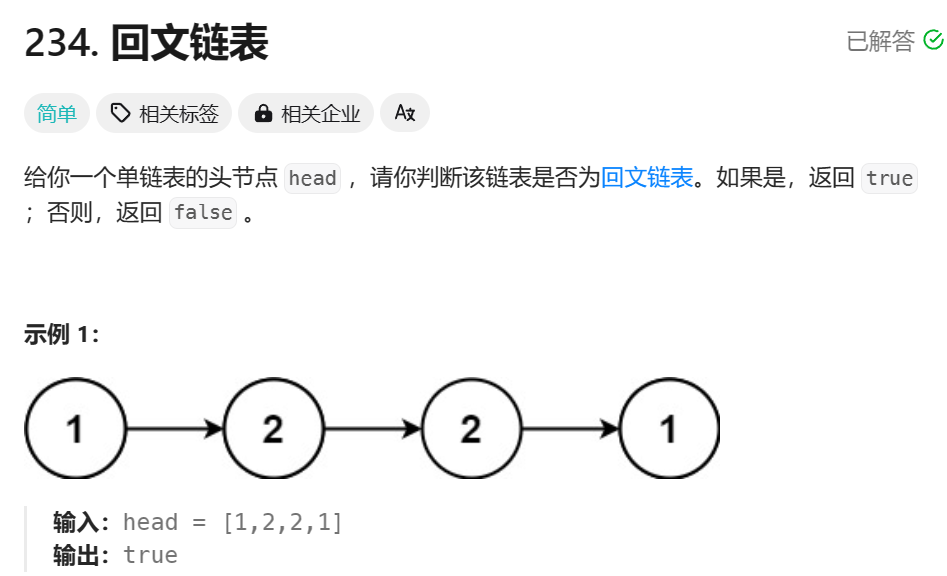 234. 回文链表
已解答
简单 相关标签 相关企业 A文
给你一个单链表的头节点 head ，请你判断该链表是否为回文链表。如果是，返回 true
；否则，返回 false 。
示例 1：
1 2 2 1
输入：head = [1,2,2,1]
输出：true